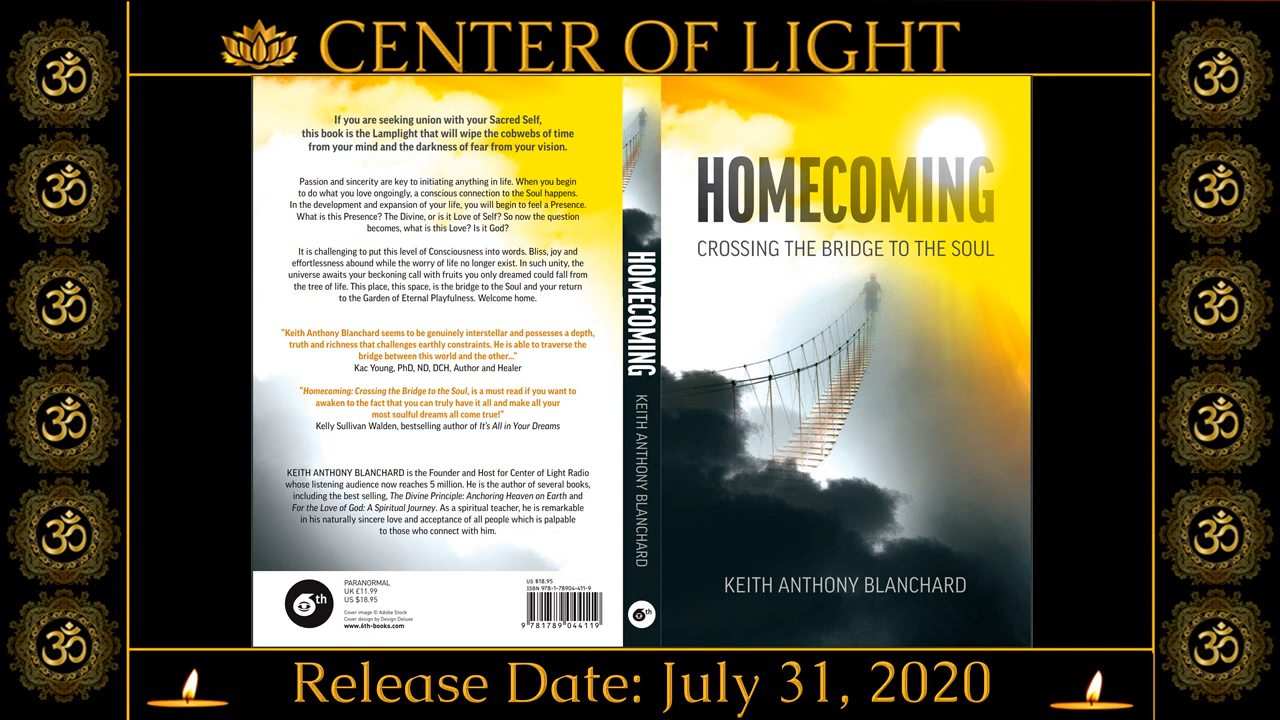 CENTER OF LIGHT
If you are seeking union with your Sacred Self,
this book is the Lamplight that will wipe the cobwebs of time
from your mind and the darkness of fear from your vision.
Passion and sincerity are key to initiating anything in life. When you begin
to do what you love ongoingly, a conscious connection to the Soul happens.
In the development and expansion of your life, you will begin to feel a Presence.
What is this Presence? The Divine, or is it Love of Self? So now the question
becomes, what is this Love? Is it God?
It is challenging to put this level of Consciousness into words. Bliss, joy and
effortlessness abound while the worry of life no longer exist. In such unity, the
universe awaits your beckoning call with fruits you only dreamed could fall from
the tree of life. This place, this space, is the bridge to the Soul and your return
to the Garden of Eternal Playfulness. Welcome home.
"Keith Anthony Blanchard seems to be genuinely interstellar and possesses a depth,
truth and richness that challenges earthly constraints. He is able to traverse the
bridge between this world and the other..."
Kac Young, PhD, ND, DCH, Author and Healer
"Homecoming: Crossing the Bridge to the Soul, is a must read if you want to
awaken to the fact that you can truly have it all and make all your
most soulful dreams all come true!"
Kelly Sullivan Walden, bestselling author of It's All in Your Dreams
KEITH ANTHONY BLANCHARD is the Founder and Host for Center of Light Radio
whose listening audience now reaches 5 million. He is the author of several books,
including the best selling, The Divine Principle: Anchoring Heaven on Earth and
For the Love of God: A Spiritual Journey. As a spiritual teacher, he is remarkable
in his naturally sincere love and acceptance of all people which is palpable
to those who connect with him.
6th
PARANORMAL
UK £11.99
US $18.95
Cover image © Adobe Stock
Cover design by Design Deluxe
www.6th-books.com
US $18.95
ISBN 978-1-78904-411-9
9 781789 044119
HOMECOMING
KEITH ANTHONY BLANCHARD
6th
HOMECOMING
CROSSING THE BRIDGE TO THE SOUL
KEITH ANTHONY BLANCHARD
Release Date: July 31, 2020
ॐ
ॐ
ॐ
ॐ
ॐ
ॐ
ॐ
ॐ
ॐ
ॐ
ॐ
ॐ